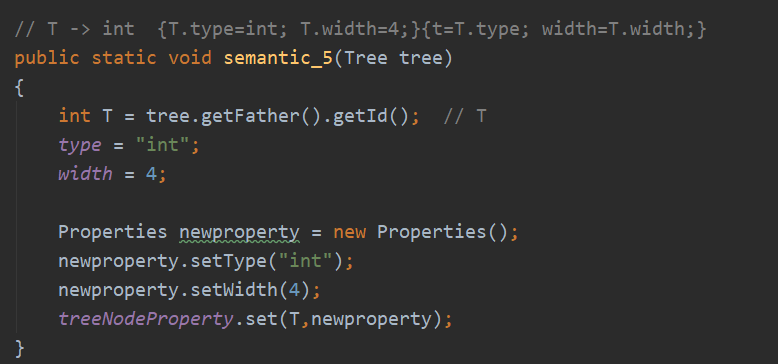 // T -> int  {T.type=int; T.width=4;}{t=T.type; width=T.width;}
public static void semantic_5(Tree tree)
{
    int T = tree.getFather().getId();  // T
    type = "int";
    width = 4;

    Properties newproperty = new Properties();
    newproperty.setType("int");
    newproperty.setWidth(4);
    treeNodeProperty.set(T,newproperty);
}